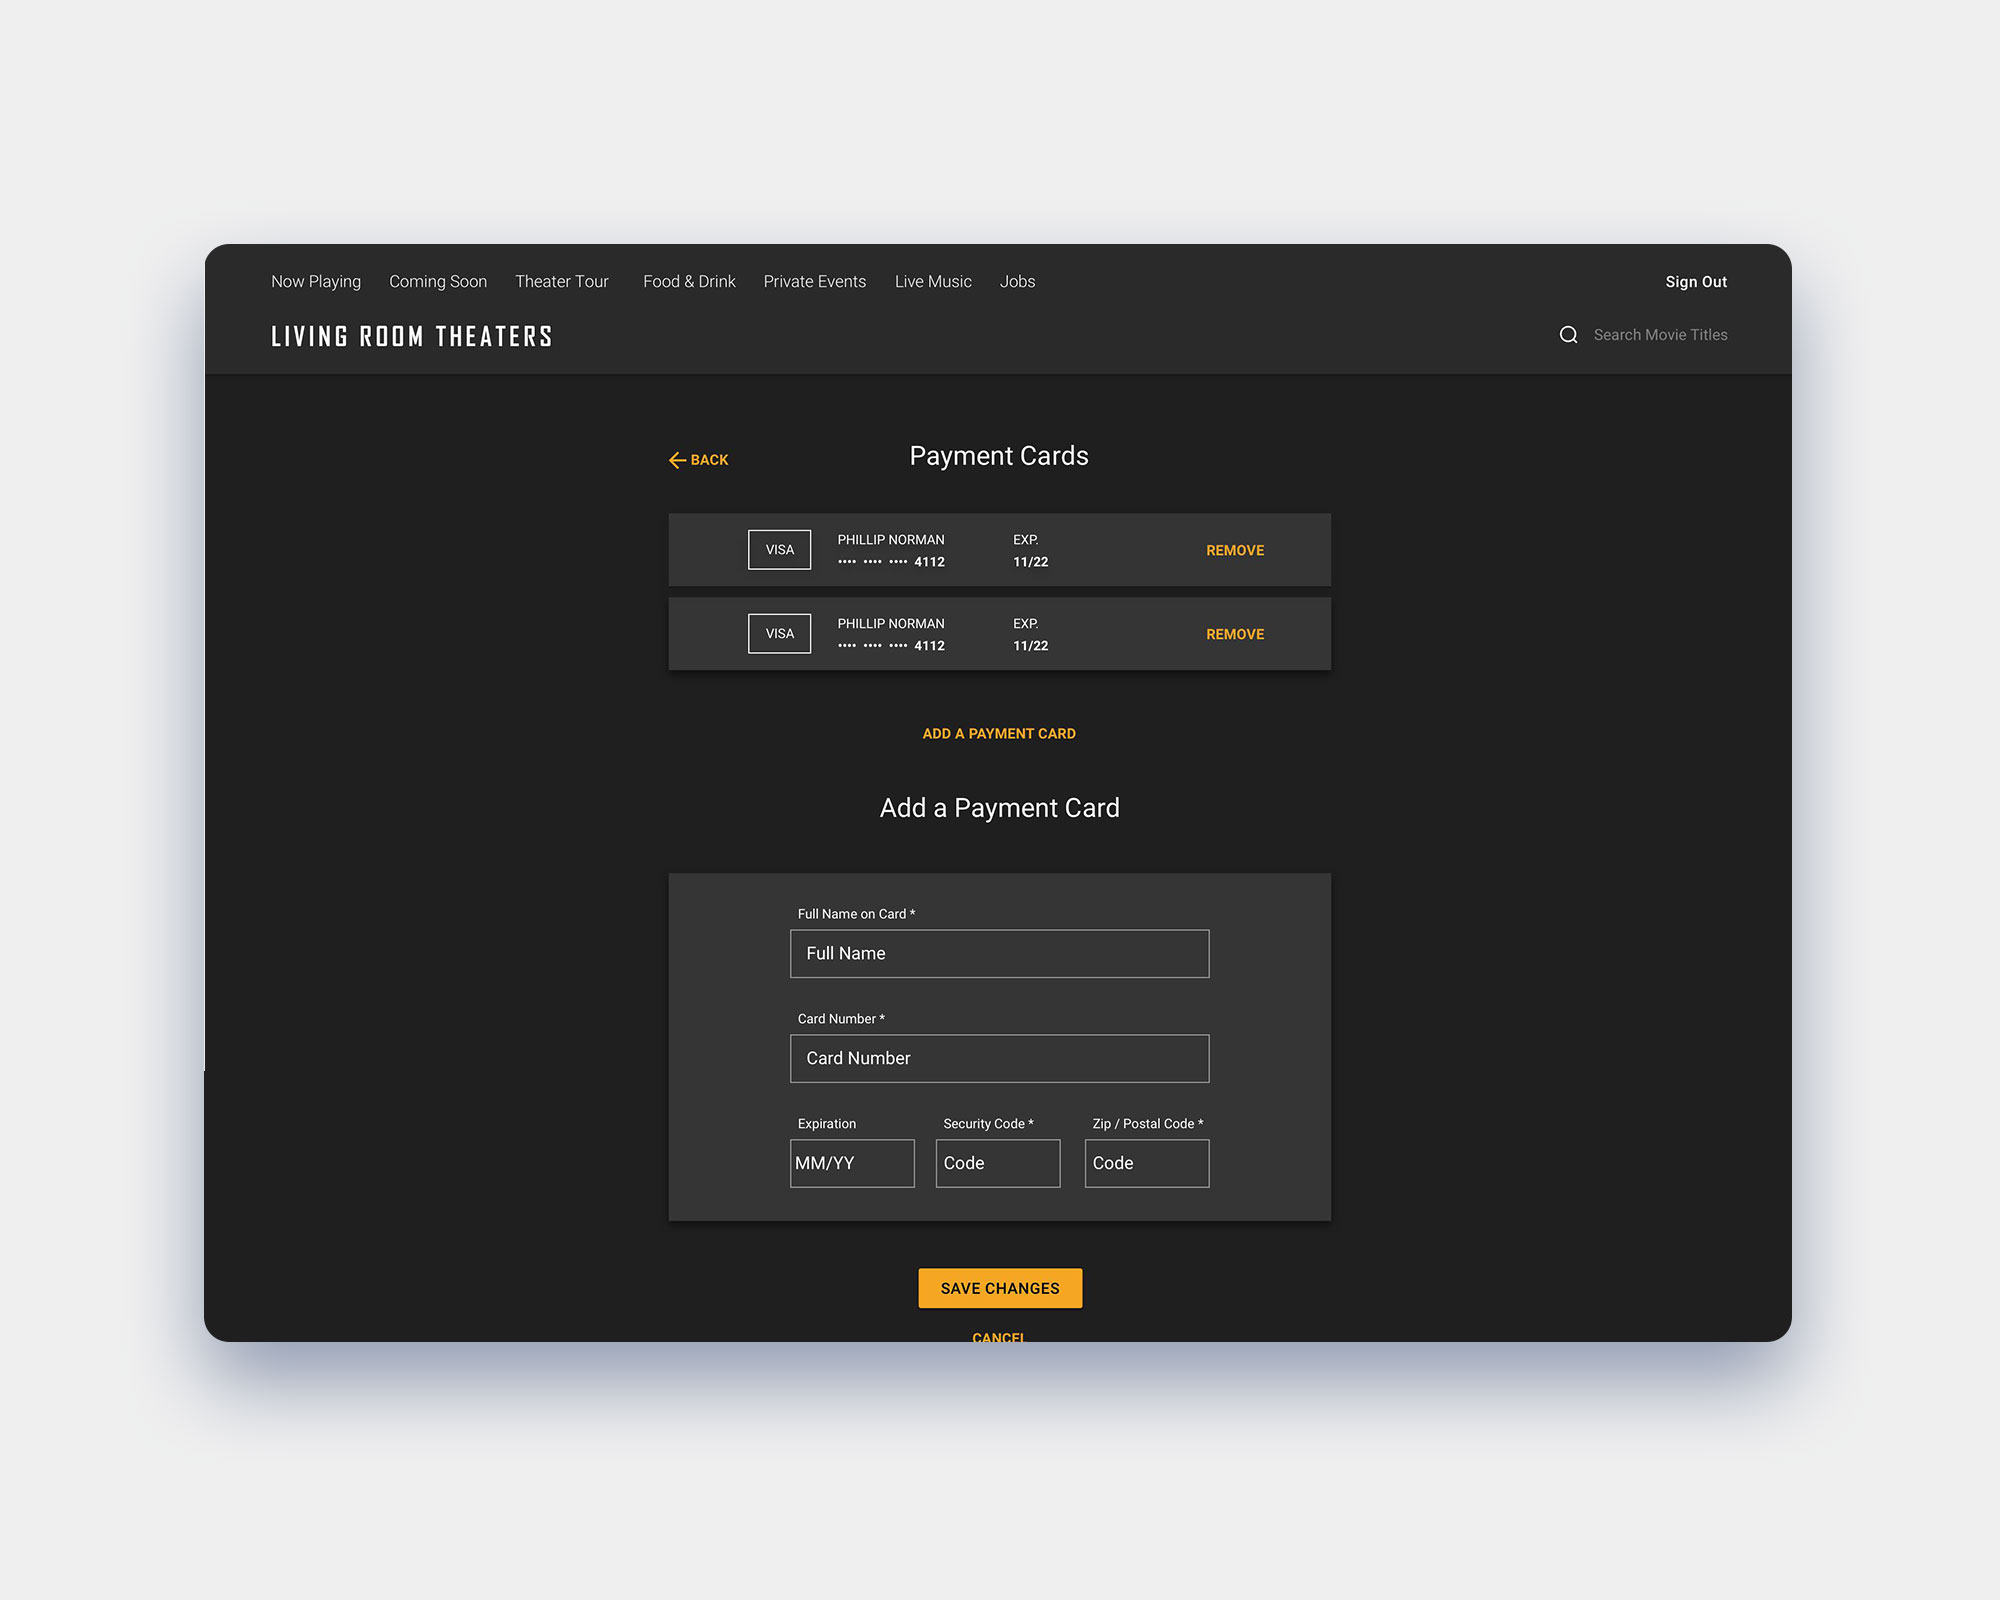 Now Playing Coming Soon Theater Tour Food & Drink Private Events Live Music Jobs Sign Out
LIVING ROOM THEATERS Search Movie Titles
BACK Payment Cards
VISA PHILLIP NORMAN EXP. REMOVE
•••• •••• •••• 4112 11/22
VISA PHILLIP NORMAN EXP. REMOVE
•••• •••• •••• 4112 11/22
ADD A PAYMENT CARD
Add a Payment Card
Full Name on Card *
Full Name
Card Number *
Card Number
Expiration Security Code * Zip / Postal Code *
MM/YY Code Code
SAVE CHANGES
CANCEL